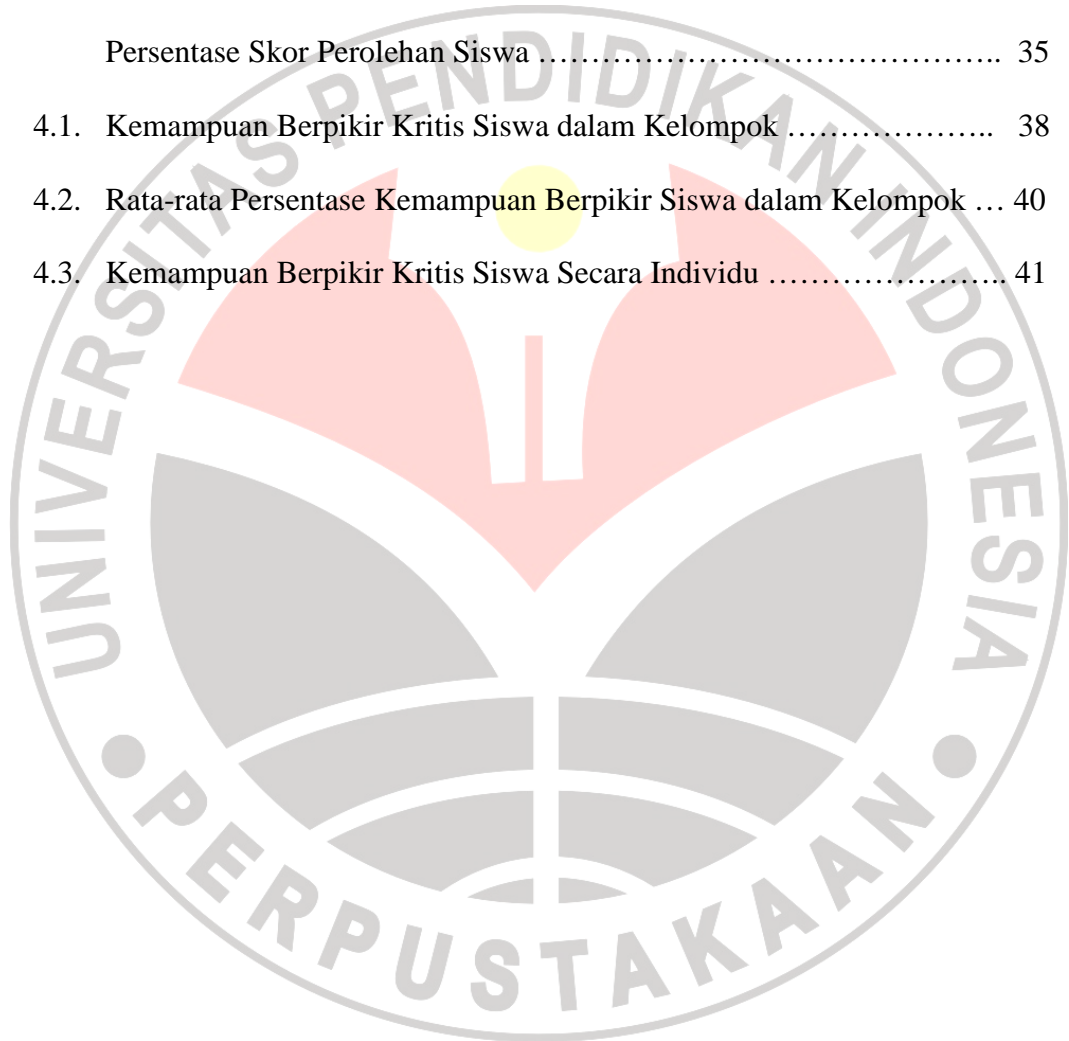 Persentase Skor Perolehan Siswa …………………………………….. 35
4.1. Kemampuan Berpikir Kritis Siswa dalam Kelompok ……………….. 38
4.2. Rata-rata Persentase Kemampuan Berpikir Siswa dalam Kelompok … 40
4.3. Kemampuan Berpikir Kritis Siswa Secara Individu ………………….. 41
UNIVERSITAS PENDIDIKAN INDONESIA
PERPUSTAKAAN